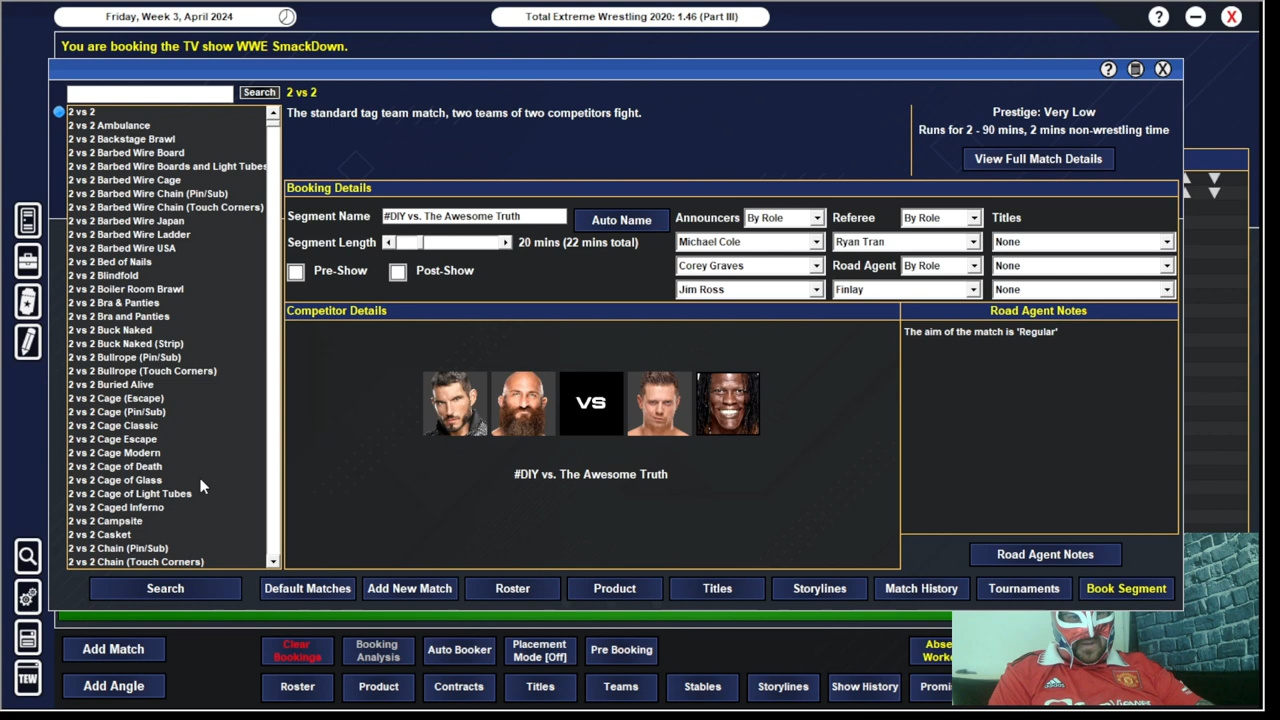 Friday, Week 3, April 2024
Total Extreme Wrestling 2020: 1.46 (Part III)
?
X
You are booking the TV show WWE SmackDown.
?
X
Search
2 vs 2
2 vs 2
2 vs 2 Ambulance
2 vs 2 Backstage Brawl
2 vs 2 Barbed Wire Board
2 vs 2 Barbed Wire Boards and Light Tubes
2 vs 2 Barbed Wire Cage
2 vs 2 Barbed Wire Chain (Pin/Sub)
2 vs 2 Barbed Wire Chain (Touch Corners)
2 vs 2 Barbed Wire Japan
2 vs 2 Barbed Wire Ladder
2 vs 2 Barbed Wire USA
2 vs 2 Bed of Nails
2 vs 2 Blindfold
2 vs 2 Boiler Room Brawl
2 vs 2 Bra & Panties
2 vs 2 Bra and Panties
2 vs 2 Buck Naked
2 vs 2 Buck Naked (Strip)
2 vs 2 Bullrope (Pin/Sub)
2 vs 2 Bullrope (Touch Corners)
2 vs 2 Buried Alive
2 vs 2 Cage (Escape)
2 vs 2 Cage (Pin/Sub)
2 vs 2 Cage Classic
2 vs 2 Cage Escape
2 vs 2 Cage Modern
2 vs 2 Cage of Death
2 vs 2 Cage of Glass
2 vs 2 Cage of Light Tubes
2 vs 2 Caged Inferno
2 vs 2 Campsite
2 vs 2 Casket
2 vs 2 Chain (Pin/Sub)
2 vs 2 Chain (Touch Corners)
The standard tag team match, two teams of two competitors fight.
Prestige: Very Low
Runs for 2 - 90 mins, 2 mins non-wrestling time
View Full Match Details
Booking Details
Segment Name #DIY vs. The Awesome Truth Auto Name Announcers By Role Referee By Role Titles
Segment Length 20 mins (22 mins total) Michael Cole Ryan Tran None
Pre-Show Post-Show Corey Graves Road Agent By Role None
Jim Ross Finlay None
Competitor Details
Road Agent Notes
The aim of the match is 'Regular'
VS
#DIY vs. The Awesome Truth
Road Agent Notes
Search Default Matches Add New Match Roster Product Titles Storylines Match History Tournaments Book Segment
Add Match Clear Bookings Booking Analysis Auto Booker Placement Mode [Off] Pre Booking
Add Angle Roster Product Contracts Titles Teams Stables Storylines Show History
TEW
adidas